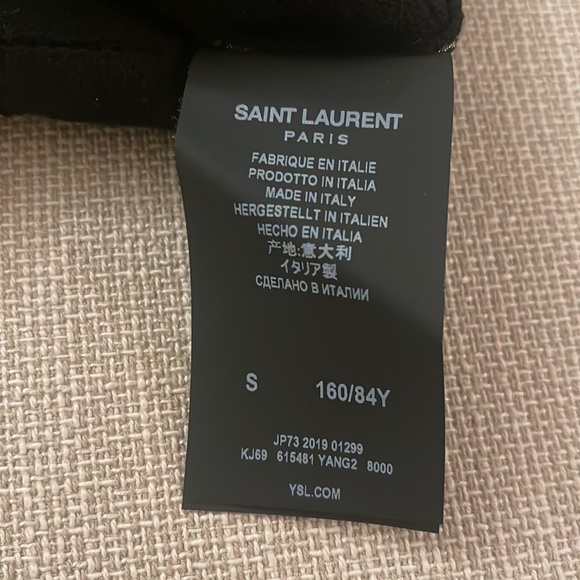 SAINT LAURENT
PARIS
FABRIQUE EN ITALIE
PRODOTTO IN ITALIA
MADE IN ITALY
HERGESTELLT IN ITALIEN
HECHO EN ITALIA
产地:意大利
イタリア製
СДЕЛАНО В ИТАЛИИ
S 160/84Y
JP73 2019 01299
KJ69 615481 YANG2 8000
YSL.COM